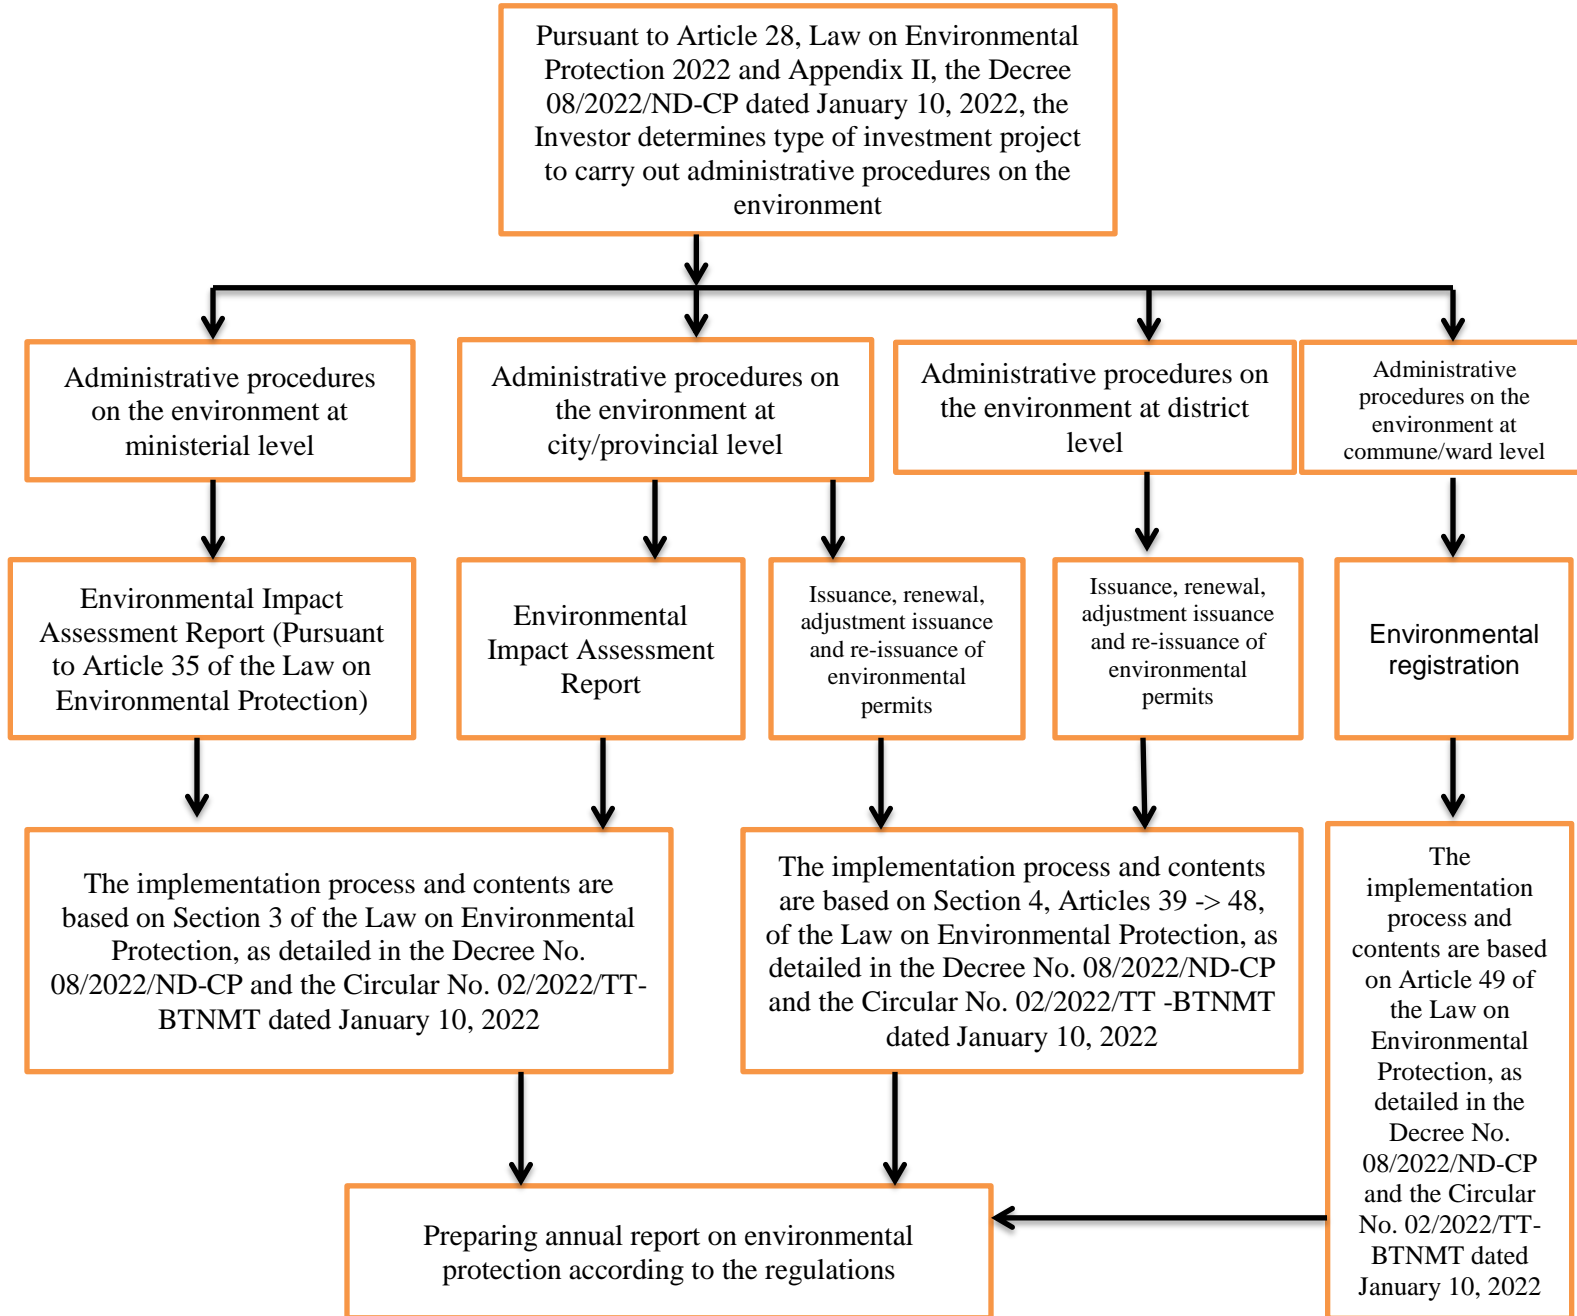 Pursuant to Article 28, Law on Environmental
Protection 2022 and Appendix II, the Decree
08/2022/ND-CP dated January 10, 2022, the
Investor determines type of investment project
to carry out administrative procedures on the
environment
Administrative procedures
on the environment at
ministerial level
Administrative procedures on
the environment at
city/provincial level
Administrative procedures on
the environment at district
level
Administrative
procedures on the
environment at
commune/ward level
Environmental Impact
Assessment Report (Pursuant
to Article 35 of the Law on
Environmental Protection)
Environmental
Impact Assessment
Report
Issuance, renewal,
adjustment issuance
and re-issuance of
environmental
permits
Issuance, renewal,
adjustment issuance
and re-issuance of
environmental
permits
Environmental
registration
The implementation process and contents are
based on Section 3 of the Law on Environmental
Protection, as detailed in the Decree No.
08/2022/ND-CP and the Circular No. 02/2022/TT-
BTNMT dated January 10, 2022
The implementation process and contents
are based on Section 4, Articles 39 -> 48,
of the Law on Environmental Protection, as
detailed in the Decree No. 08/2022/ND-CP
and the Circular No. 02/2022/TT -BTNMT
dated January 10, 2022
The
implementation
process and
contents are based
on Article 49 of
the Law on
Environmental
Protection, as
detailed in the
Decree No.
08/2022/ND-CP
and the Circular
No. 02/2022/TT-
BTNMT dated
January 10, 2022
Preparing annual report on environmental
protection according to the regulations